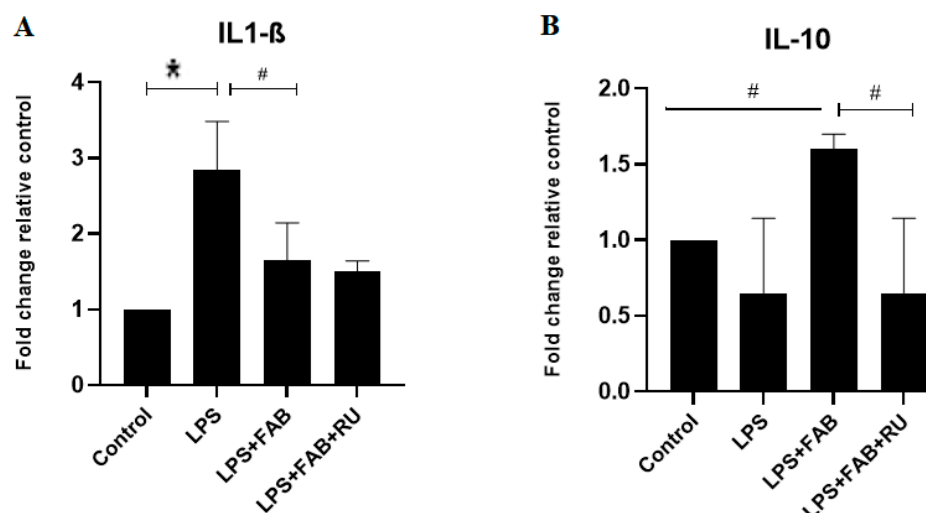 A
IL1-ß
*
#
Fold change relative control
4
3
2
1
0
Control
LPS
LPS+FAB
LPS+FAB+RU
B
IL-10
#
#
Fold change relative control
2.0
1.5
1.0
0.5
0.0
Control
LPS
LPS+FAB
LPS+FAB+RU